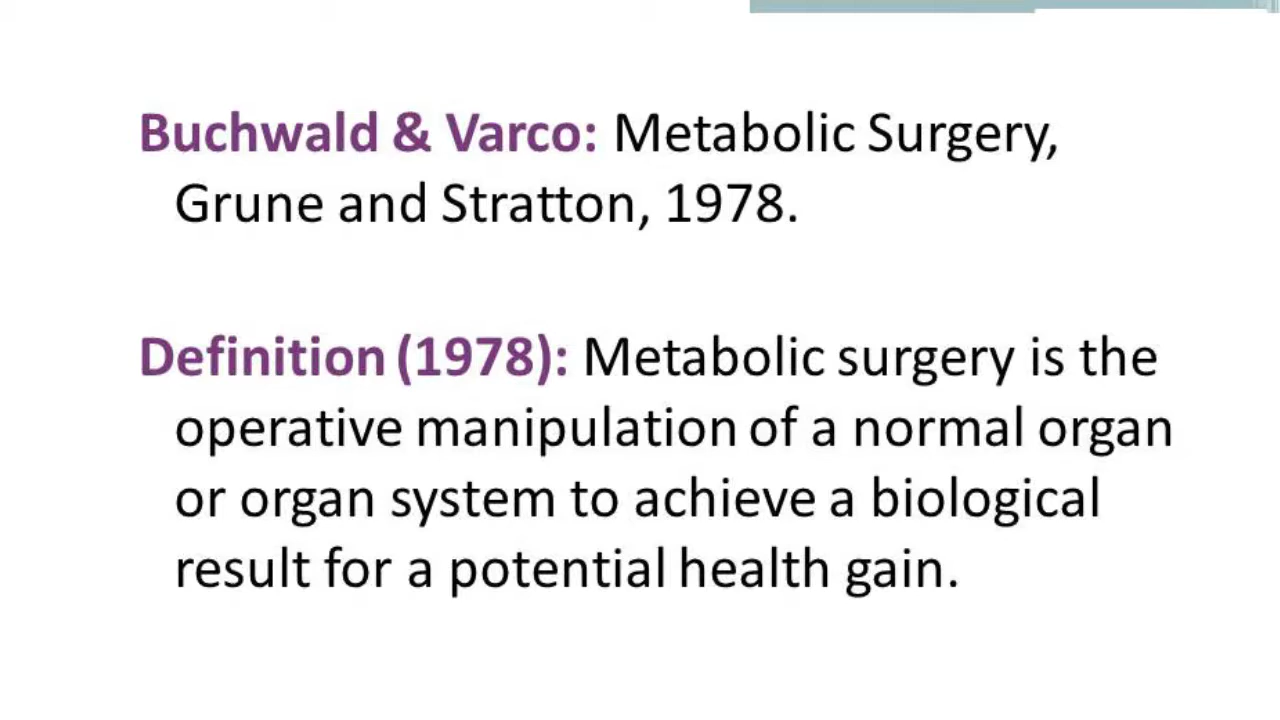 Buchwald & Varco: Metabolic Surgery,
Grune and Stratton, 1978.
Definition (1978): Metabolic surgery is the
operative manipulation of a normal organ
or organ system to achieve a biological
result for a potential health gain.